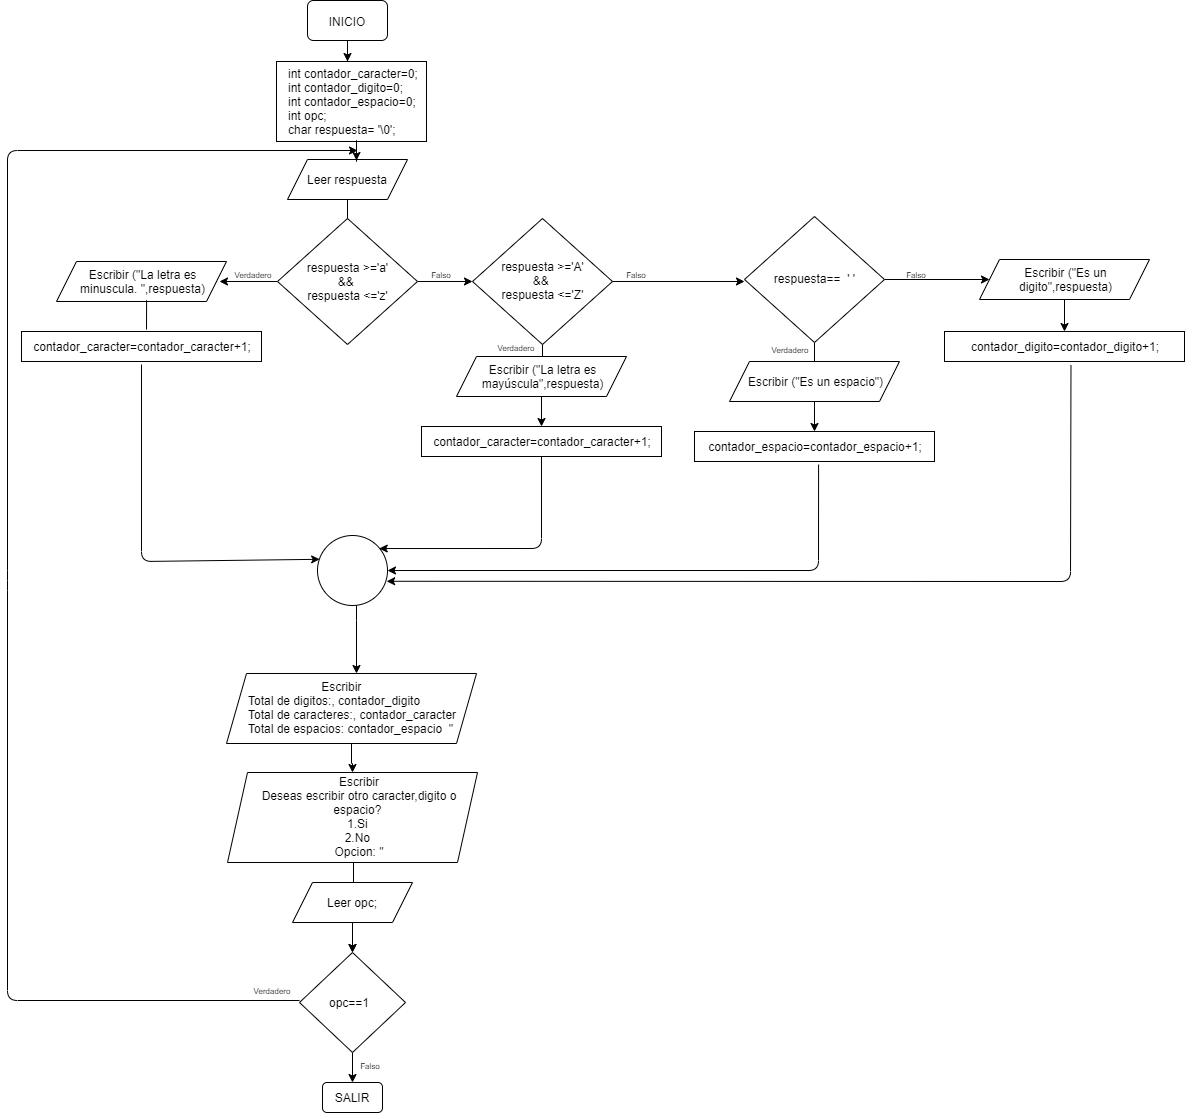 INICIO
int contador_caracter=0;
int contador_digito=0;
int contador_espacio=0;
int opc;
char respuesta= '\0';
Leer respuesta
respuesta >='a'
&&
respuesta <='z'
Verdadero
Escribir ("La letra es
minuscula. ",respuesta)
contador_caracter=contador_caracter+1;
Falso
respuesta >='A'
&&
respuesta <='Z'
Verdadero
Escribir ("La letra es
mayúscula",respuesta)
contador_caracter=contador_caracter+1;
Falso
respuesta== ' '
Verdadero
Escribir ("Es un espacio")
contador_espacio=contador_espacio+1;
Falso
Escribir ("Es un
digito",respuesta)
contador_digito=contador_digito+1;
Escribir
Total de digitos:, contador_digito
Total de caracteres:, contador_caracter
Total de espacios: contador_espacio "
Escribir
Deseas escribir otro caracter,digito o
espacio?
1.Si
2.No
Opcion: "
Leer opc;
opc==1
Verdadero
Falso
SALIR